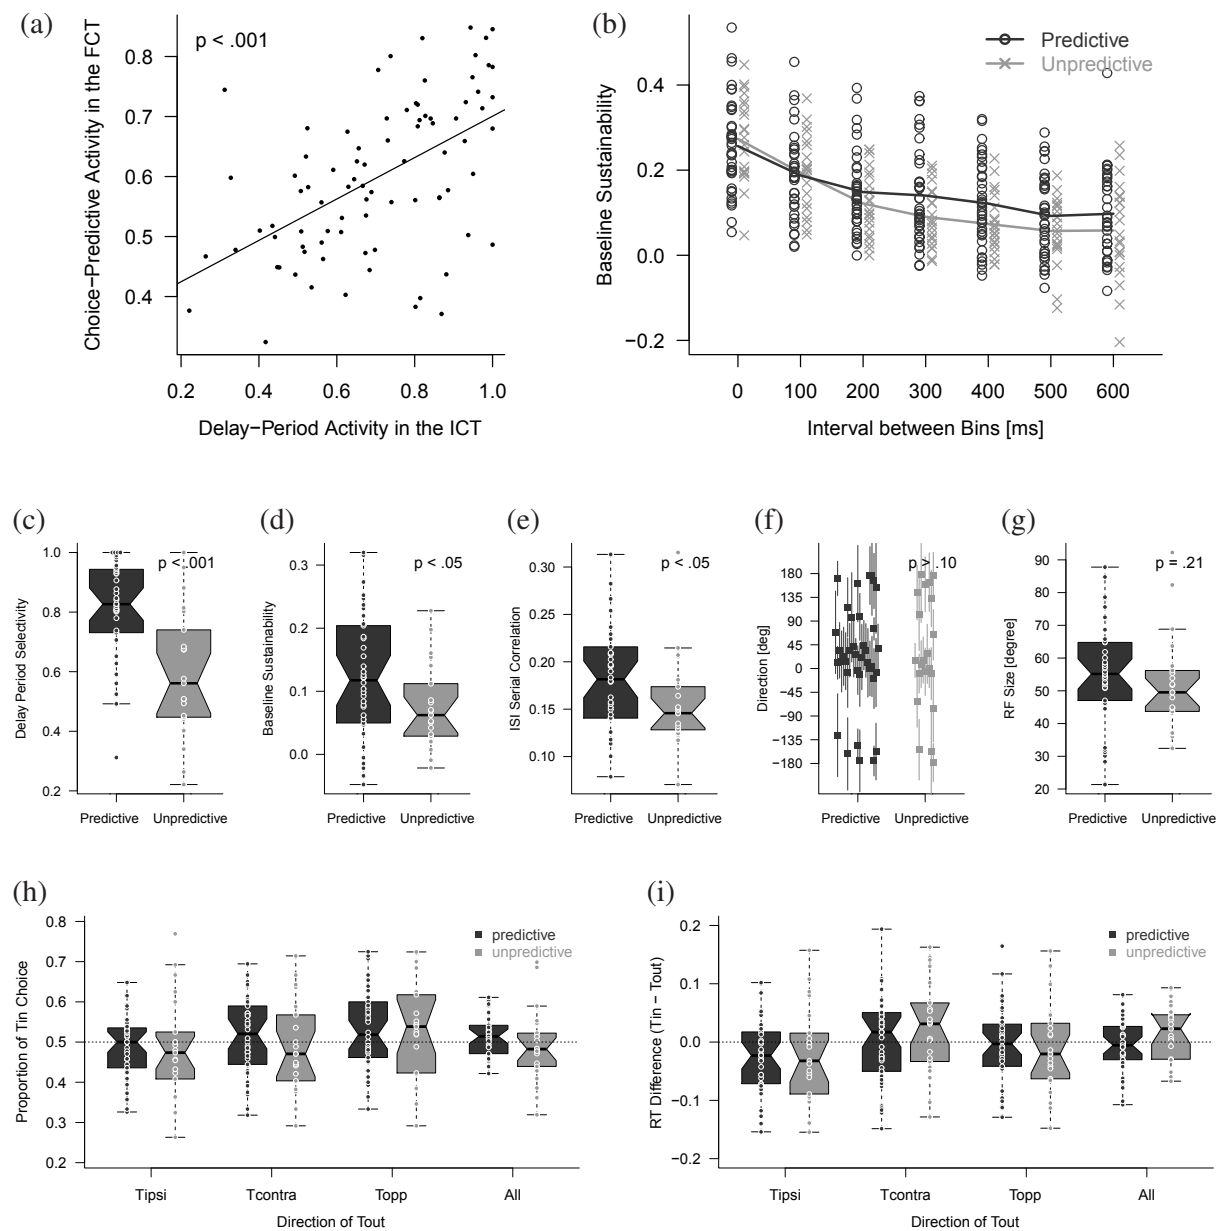 (a)
p < .001
Choice−Predictive Activity in the FCT
0.8
0.7
0.6
0.5
0.4
0.2 0.4 0.6 0.8 1.0
Delay−Period Activity in the ICT
(b)
Predictive
Unpredictive
Baseline Sustainability
0.4
0.2
0.0
−0.2
0 100 200 300 400 500 600
Interval between Bins [ms]
(c)
p <.001
Delay Period Selectivity
1.0
0.8
0.6
0.4
0.2
Predictive Unpredictive
(d)
p < .05
Baseline Sustainability
0.3
0.2
0.1
0.0
Predictive Unpredictive
(e)
p < .05
ISI Serial Correlation
0.30
0.25
0.20
0.15
0.10
Predictive Unpredictive
(f)
p > .10
Direction [deg]
180
135
90
45
0
−45
−90
−135
−180
Predictive Unpredictive
(g)
p = .21
RF Size [degree]
90
80
70
60
50
40
30
20
Predictive Unpredictive
(h)
predictive
unpredictive
Proportion of Tin Choice
0.8
0.7
0.6
0.5
0.4
0.3
0.2
Tipsi Tcontra Topp All
Direction of Tout
(i)
predictive
unpredictive
RT Difference (Tin − Tout)
0.2
0.1
0.0
−0.1
−0.2
Tipsi Tcontra Topp All
Direction of Tout